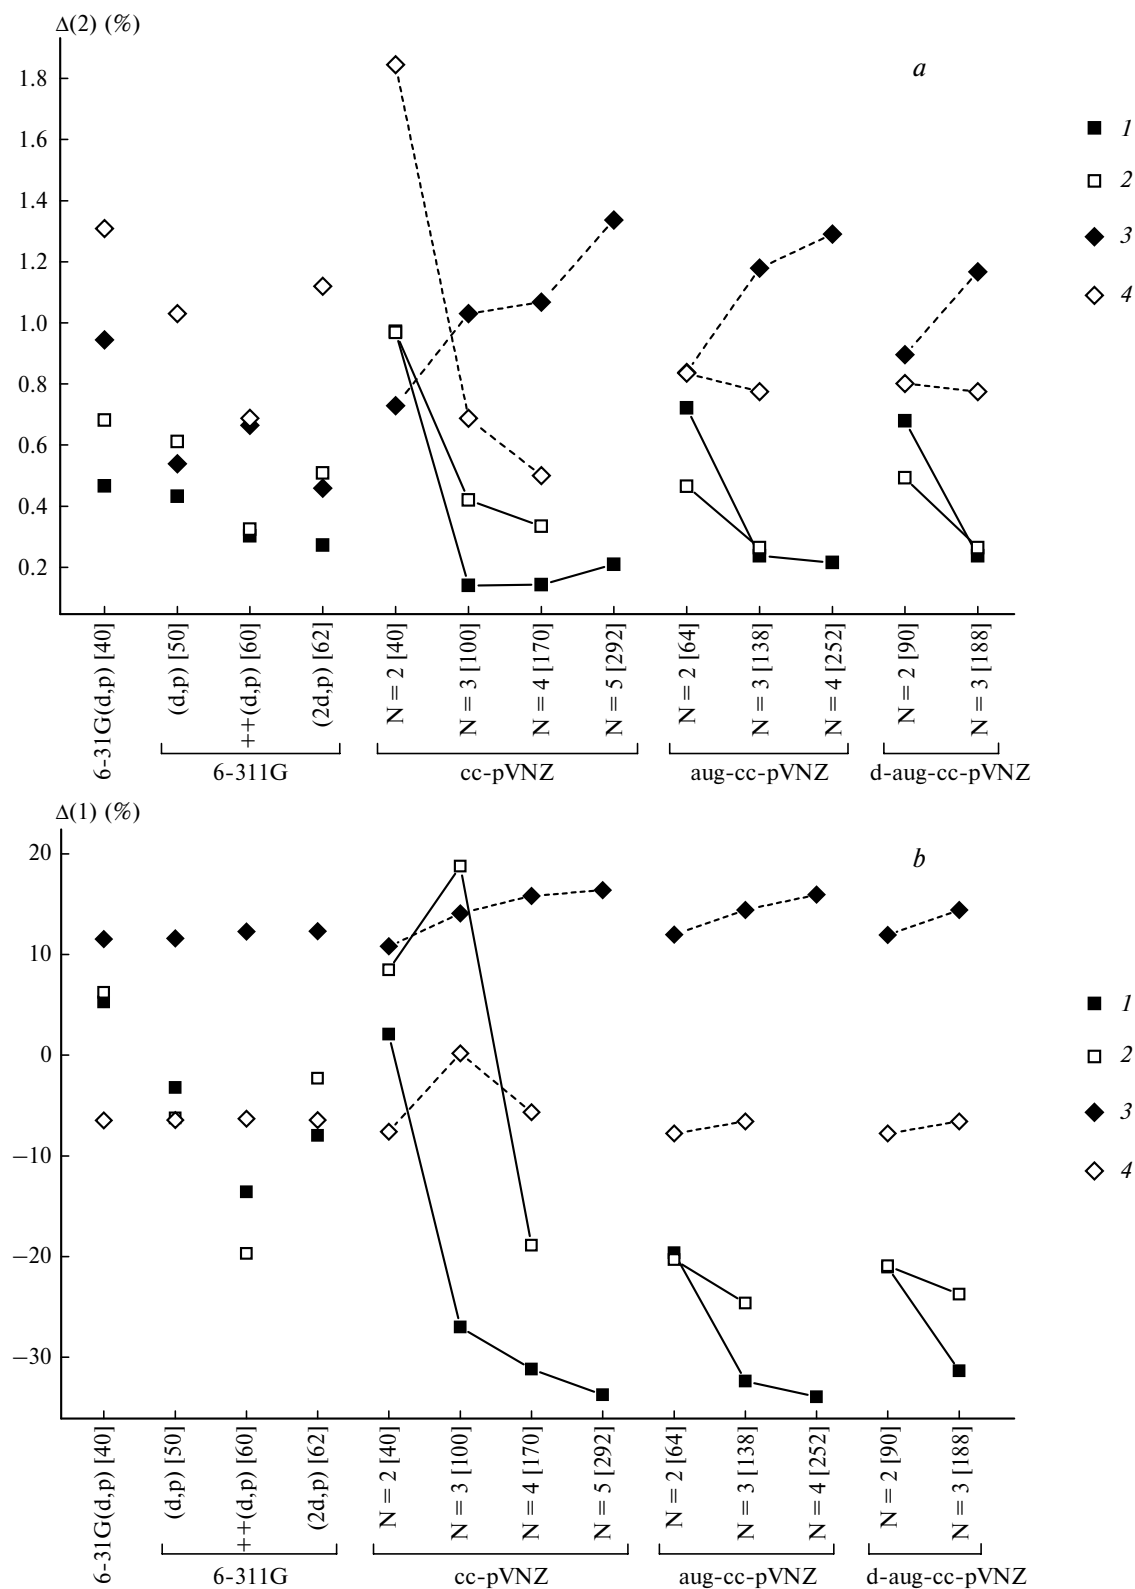 Δ(2) (%)
a
1.8
1.6
1.4
1.2
1.0
0.8
0.6
0.4
0.2
1
2
3
4
6-31G(d,p) [40]
(d,p) [50]
++(d,p) [60]
(2d,p) [62]
N = 2 [40]
N = 3 [100]
N = 4 [170]
N = 5 [292]
N = 2 [64]
N = 3 [138]
N = 4 [252]
N = 2 [90]
N = 3 [188]
6-311G
cc-pVNZ
aug-cc-pVNZ
d-aug-cc-pVNZ
Δ(1) (%)
b
20
10
0
−10
−20
−30
1
2
3
4
6-31G(d,p) [40]
(d,p) [50]
++(d,p) [60]
(2d,p) [62]
N = 2 [40]
N = 3 [100]
N = 4 [170]
N = 5 [292]
N = 2 [64]
N = 3 [138]
N = 4 [252]
N = 2 [90]
N = 3 [188]
6-311G
cc-pVNZ
aug-cc-pVNZ
d-aug-cc-pVNZ